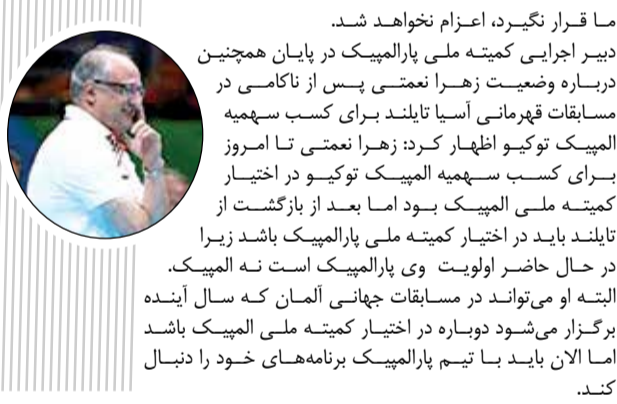 ما قرار نگیرد، اعزام نخواهد شد.
دبیر اجرایی کمیته ملی پارالمپیک در پایان همچنین
درباره وضعیت زهرا نعمتی پس از ناکامی در
مسابقات قهرمانی آسیا تایلند برای کسب سهمیه
المپیک توکیو اظهار کرد: زهرا نعمتی تا امروز
برای کسب سهمیه المپیک توکیو در اختیار
کمیته ملی المپیک بود اما بعد از بازگشت از
تایلند باید در اختیار کمیته ملی پارالمپیک باشد زیرا
در حال حاضر اولویت وی پارالمپیک است نه المپیک.
البته او می‌تواند در مسابقات جهانی آلمان که سال آینده
برگزار می‌شود دوباره در اختیار کمیته ملی المپیک باشد
اما الان باید با تیم پارالمپیک برنامه‌های خود را دنبال
کند.